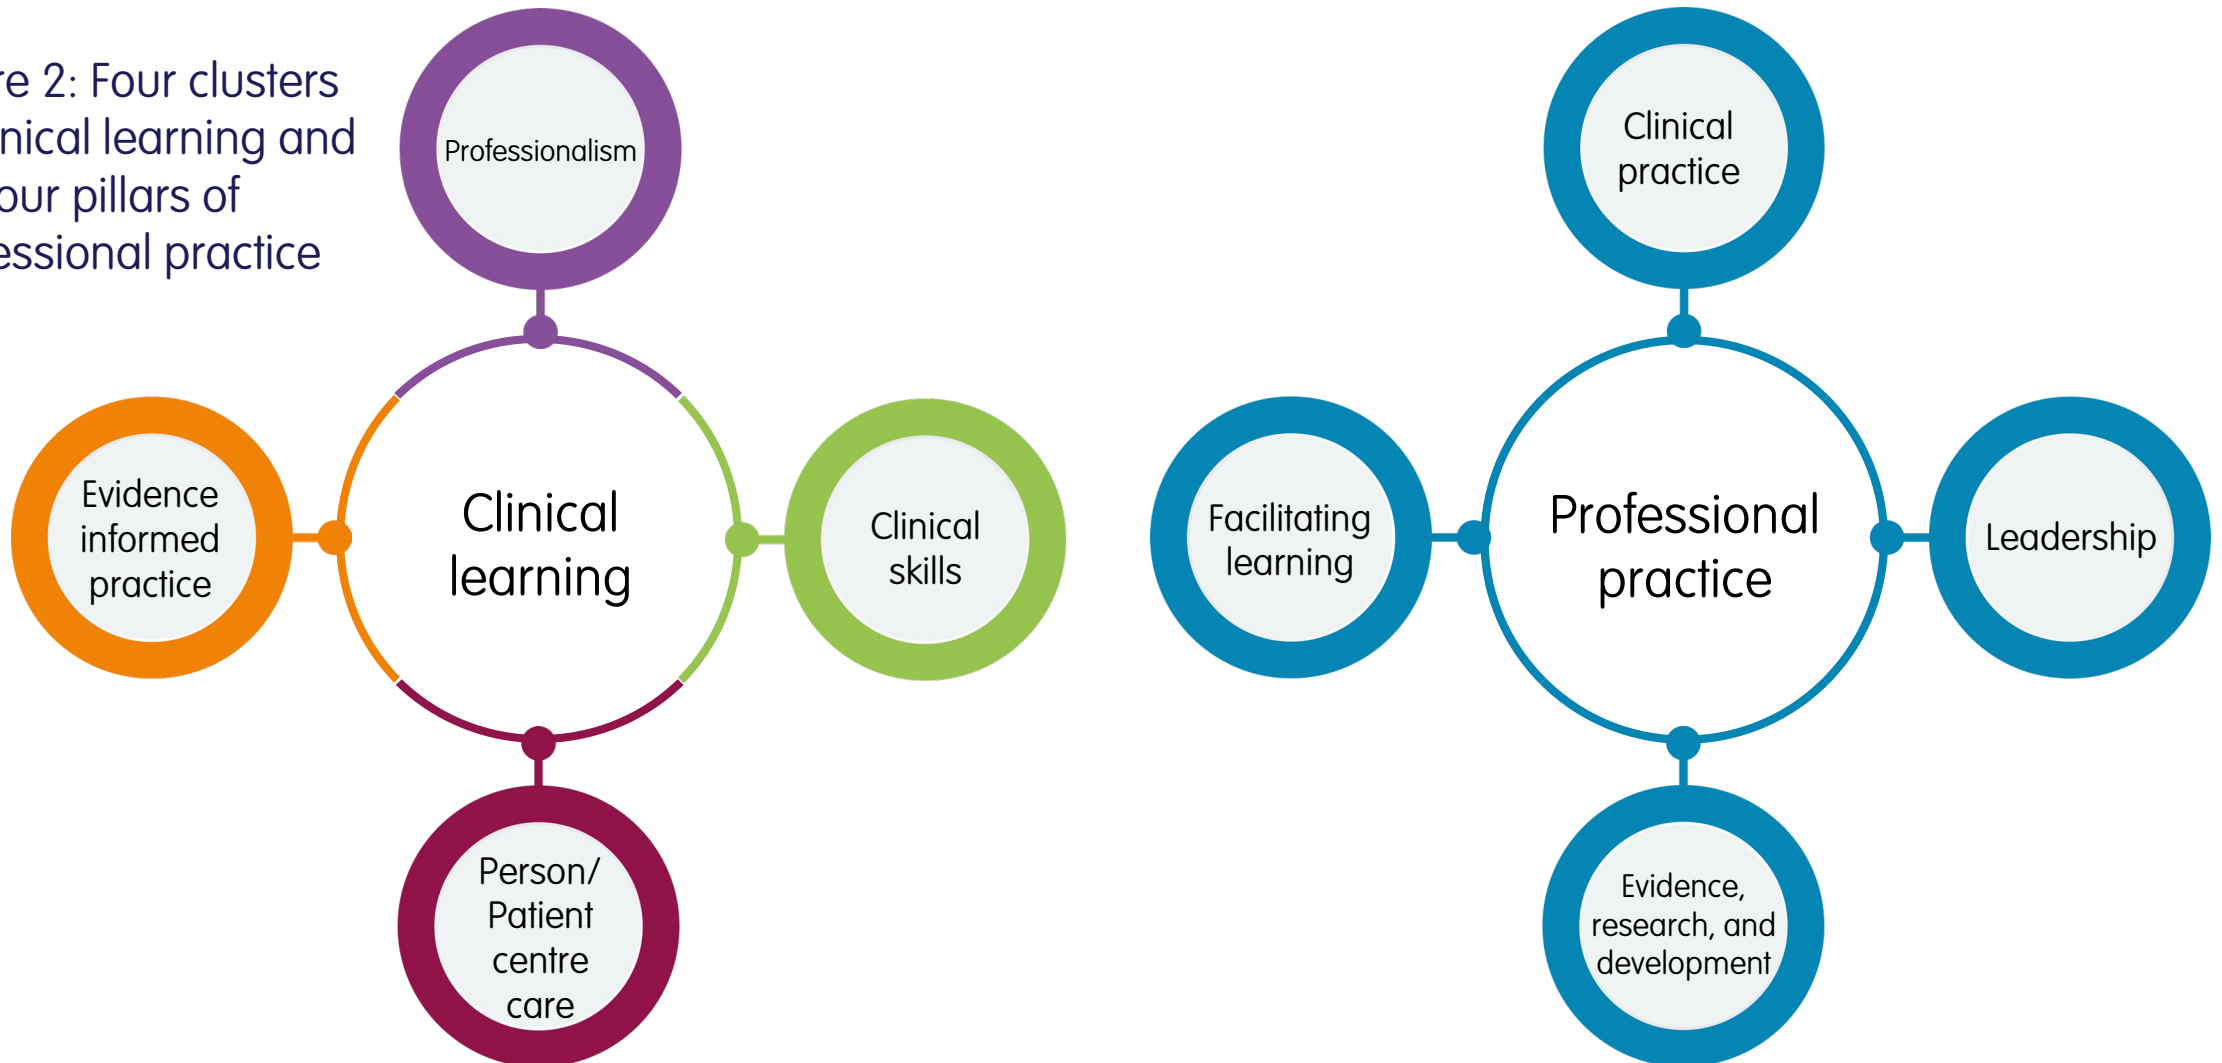 re 2: Four clusters
nical learning and
our pillars of
essional practice
Professionalism
Evidence
informed
practice
Clinical
learning
Clinical
skills
Person/
Patient
centre
care
Clinical
practice
Facilitating
learning
Professional
practice
Leadership
Evidence,
research, and
development